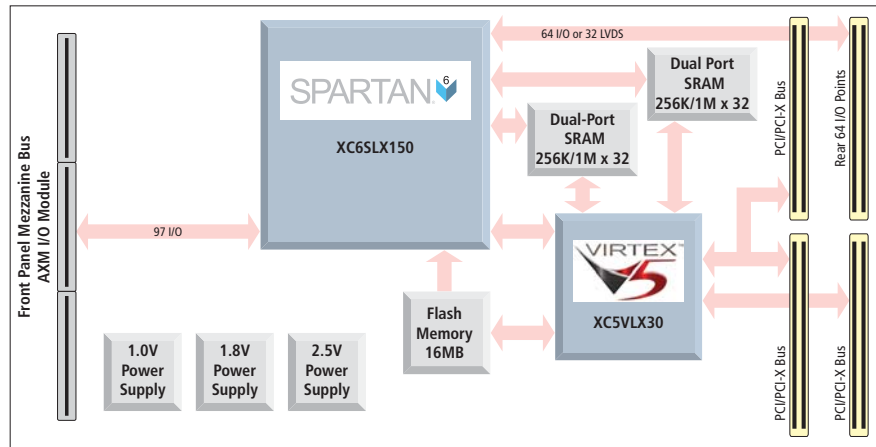 64 I/O or 32 LVDS
SPARTAN 6
XC6SLX150
Dual Port
SRAM
256K/1M x 32
Dual-Port
SRAM
256K/1M x 32
PCI/PCI-X Bus
Rear 64 I/O Points
Front Panel Mezzanine Bus
AXM I/O Module
97 I/O
VIRTEX™
5
XC5VLX30
Flash
Memory
16MB
1.0V
Power
Supply
1.8V
Power
Supply
2.5V
Power
Supply
PCI/PCI-X Bus
PCI/PCI-X Bus